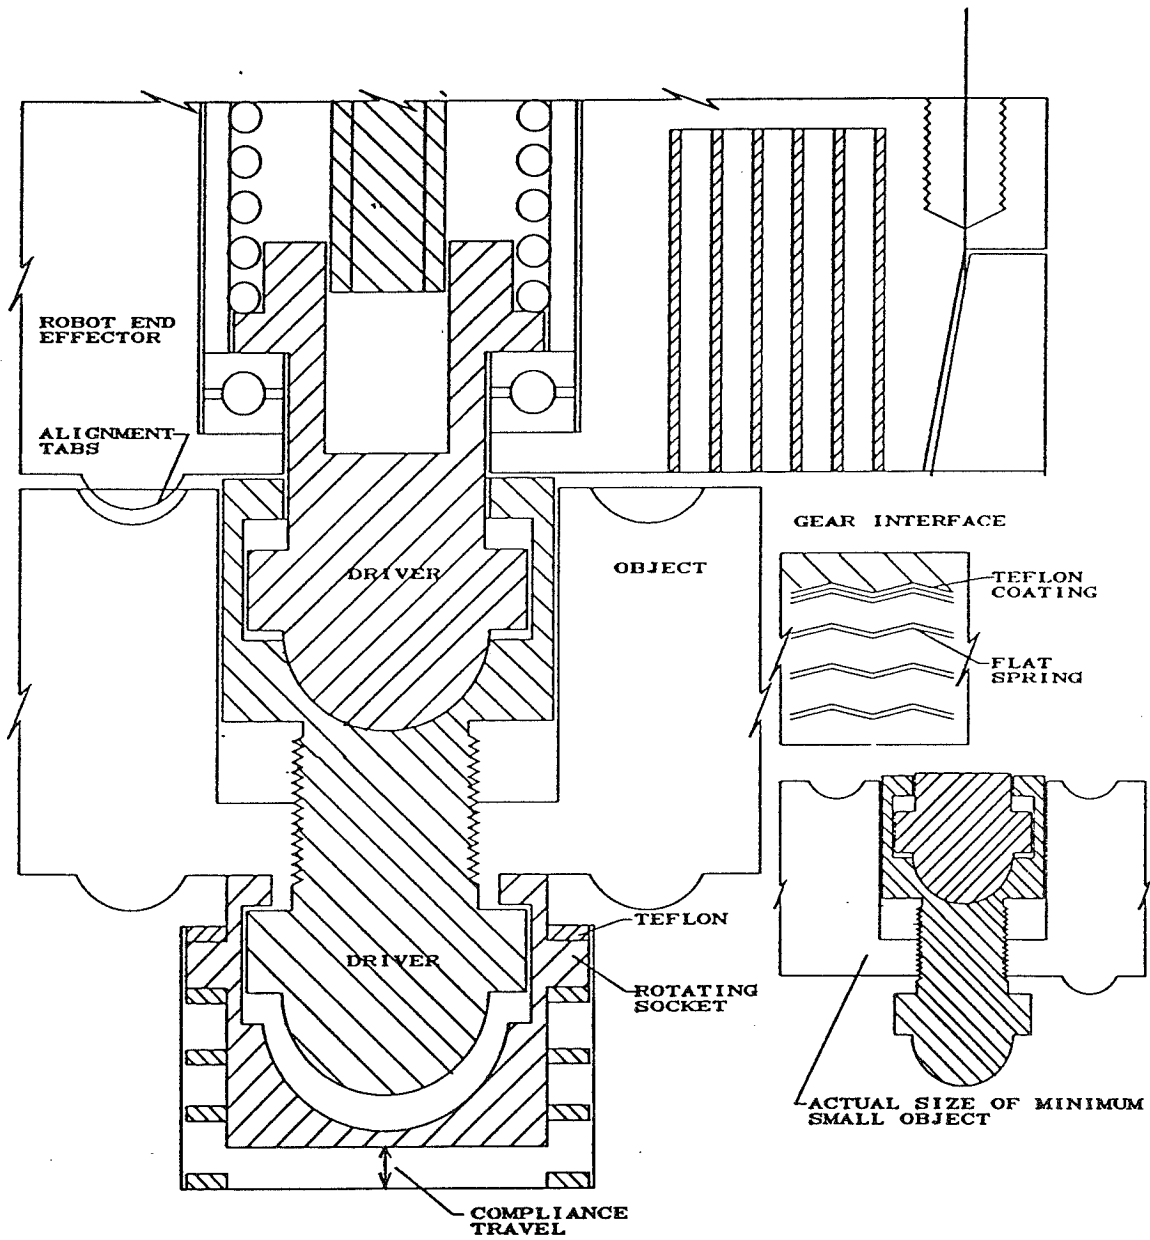 ROBOT END
EFFECTOR
ALIGNMENT
TABS
DRIVER
OBJECT
GEAR INTERFACE
TEFLON
COATING
FLAT
SPRING
TEFLON
DRIVER
ROTATING
SOCKET
ACTUAL SIZE OF MINIMUM
SMALL OBJECT
COMPLIANCE
TRAVEL